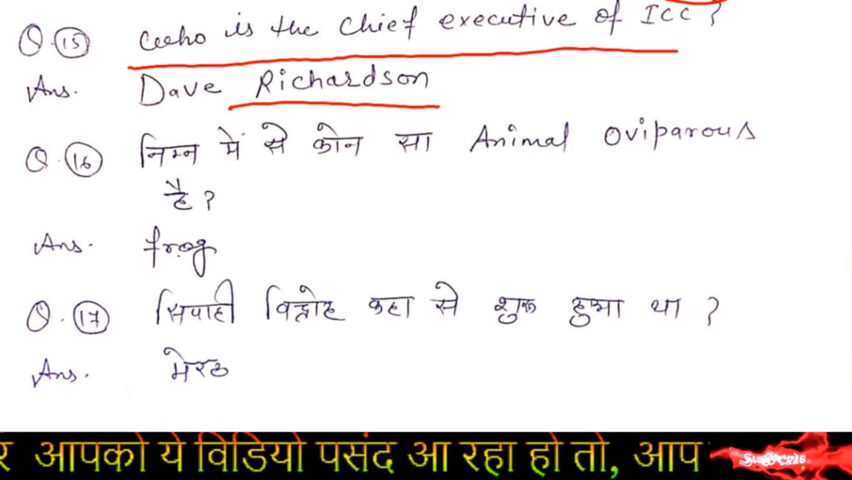 Q.15 Who is the Chief executive of ICC?
Ans. Dave Richardson
Q.16 निम्न में से कोन सा Animal Oviparous
है?
Ans. frog
Q.17 सिपाही विद्रोह कहा से शुरू हुआ था ?
Ans. मेरठ
र आपको ये विडियो पसंद आ रहा हो तो, आप
SUBSCRIBE